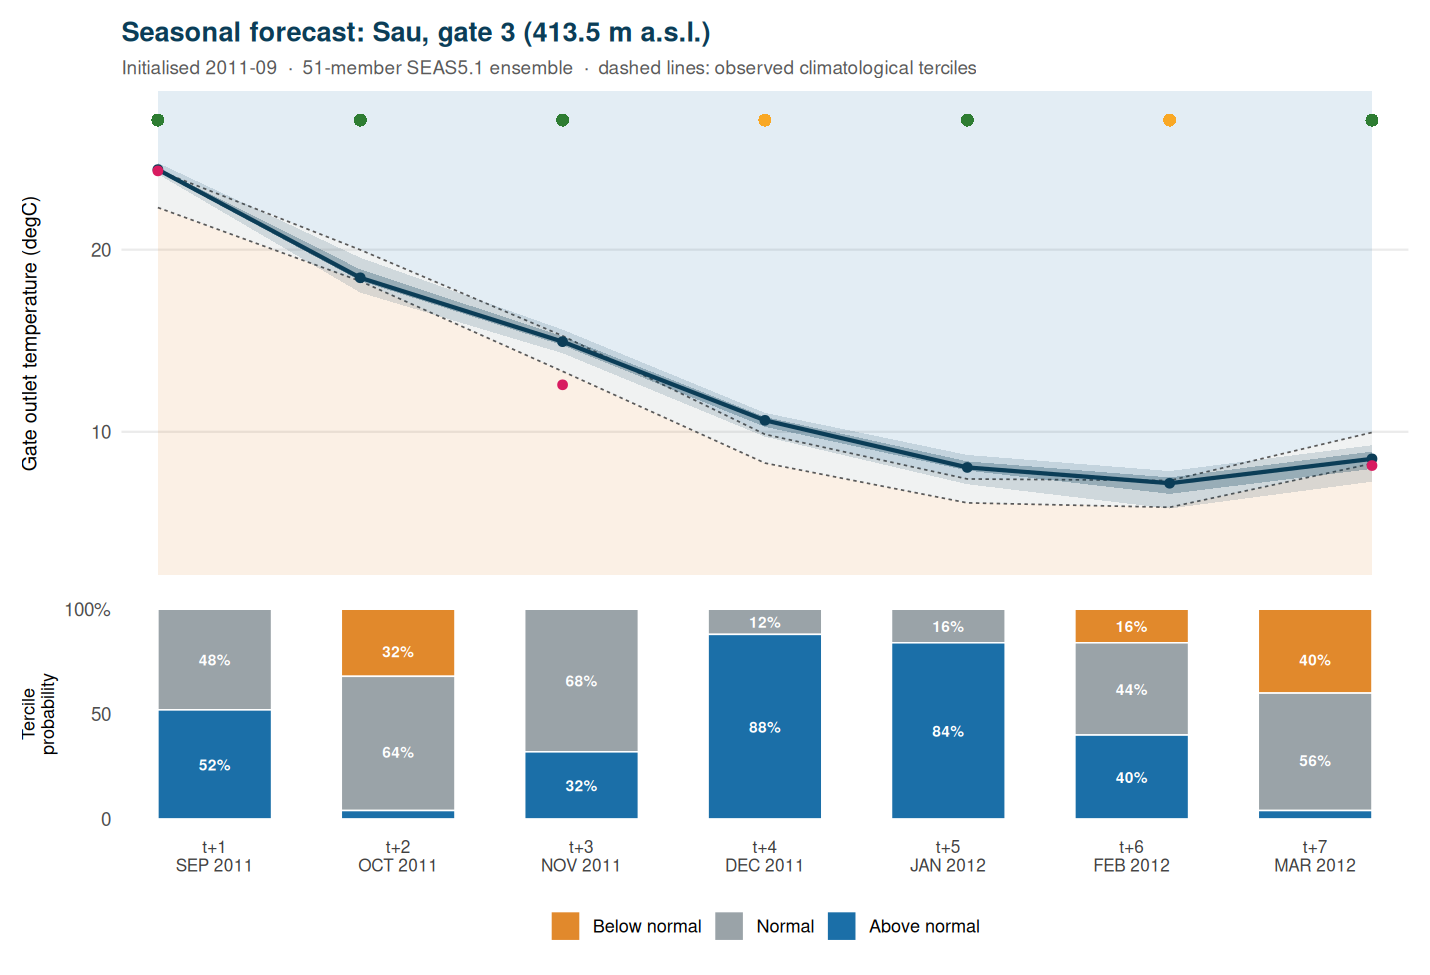 Seasonal forecast: Sau, gate 3 (413.5 m a.s.l.)
Initialised 2011-09 · 51-member SEAS5.1 ensemble · dashed lines: observed climatological terciles
Gate outlet temperature (degC)
20
10
Tercile
probability
100%
50
0
48%
52%
32%
64%
68%
32%
12%
88%
16%
84%
16%
44%
40%
40%
56%
t+1
SEP 2011
t+2
OCT 2011
t+3
NOV 2011
t+4
DEC 2011
t+5
JAN 2012
t+6
FEB 2012
t+7
MAR 2012
Below normal
Normal
Above normal